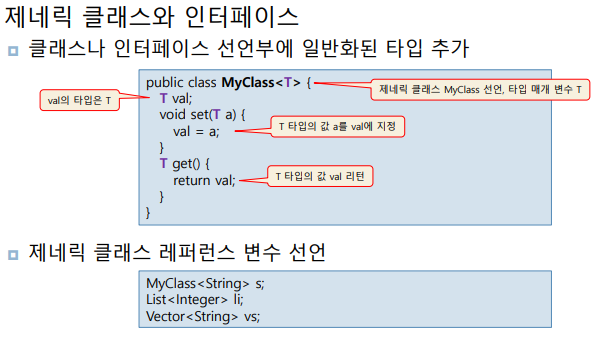 제네릭 클래스와 인터페이스
클래스나 인터페이스 선언부에 일반화된 타입 추가
public class MyClass<T> {
제네릭 클래스 MyClass 선언, 타입 매개 변수 T
val의 타입은 T
T val;
void set(T a) {
val = a;
T 타입의 값 a를 val에 지정
}
T get() {
return val;
T 타입의 값 val 리턴
}
}
제네릭 클래스 레퍼런스 변수 선언
MyClass<String> s;
List<Integer> li;
Vector<String> vs;